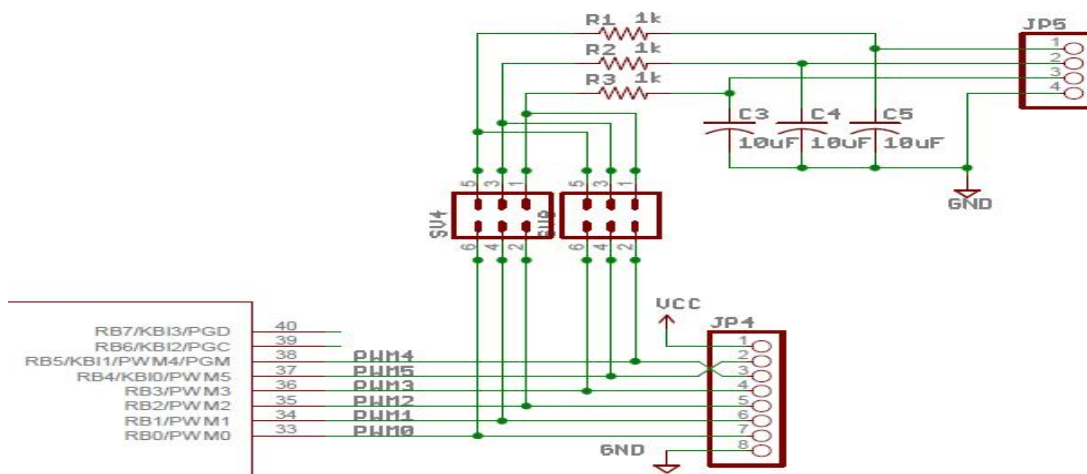 R1 1k
R2 1k
R3 1k
JP5
1
2
3
4
C3 C4 C5
10uF 10uF 10uF
GND
5 3 1 5 3 1
SV4
6 4 2 6 4 2
VCC
JP4
1
2
3
4
5
6
7
8
GND
RB7/KBI3/PGD 40
RB6/KBI2/PGC 39
RB5/KBI1/PWM4/PGM 38 PWM4
RB4/KBI0/PWM5 37 PWM5
RB3/PWM3 36 PWM3
RB2/PWM2 35 PWM2
RB1/PWM1 34 PWM1
RB0/PWM0 33 PWM0